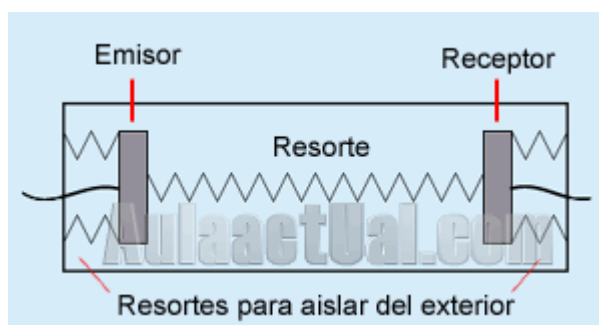 Emisor
Receptor
Resorte
Aulaactual.com
Resortes para aislar del exterior